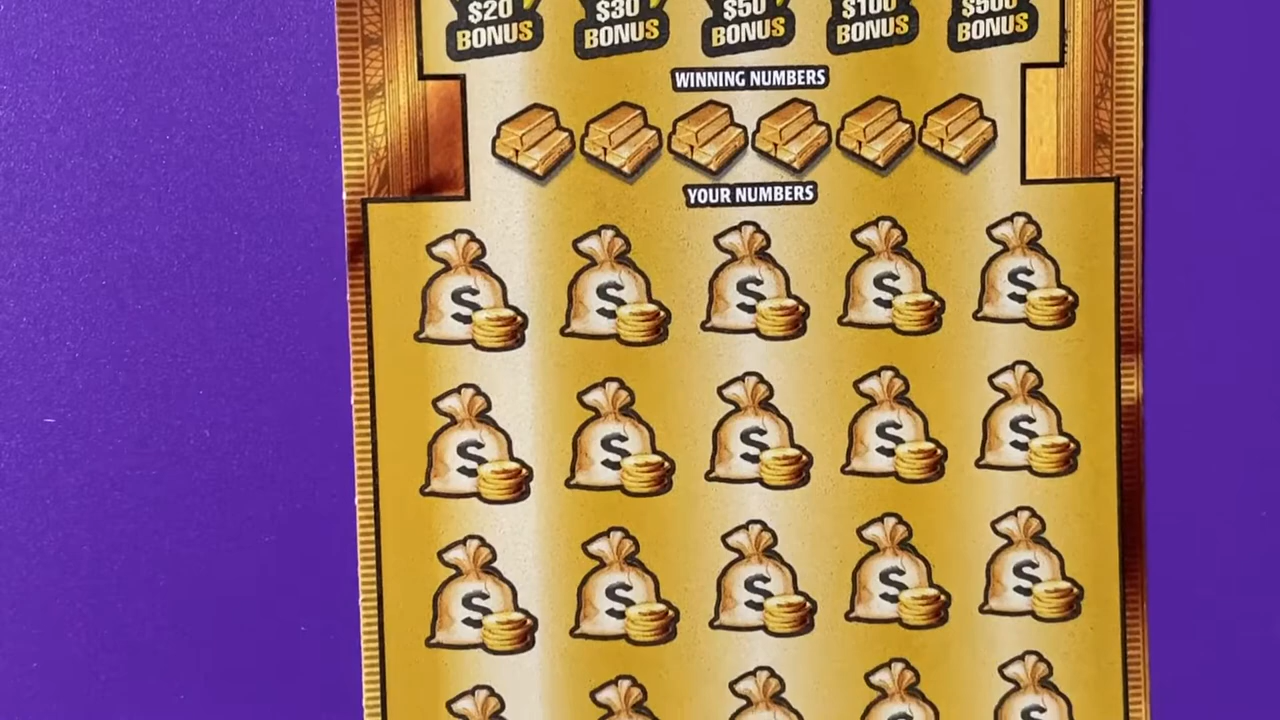 $20 $30 $50 $100 $500
BONUS BONUS BONUS BONUS BONUS
WINNING NUMBERS
YOUR NUMBERS
$ $ $ $ $
$ $ $ $ $
$ $ $ $ $
$ $ $ $ $